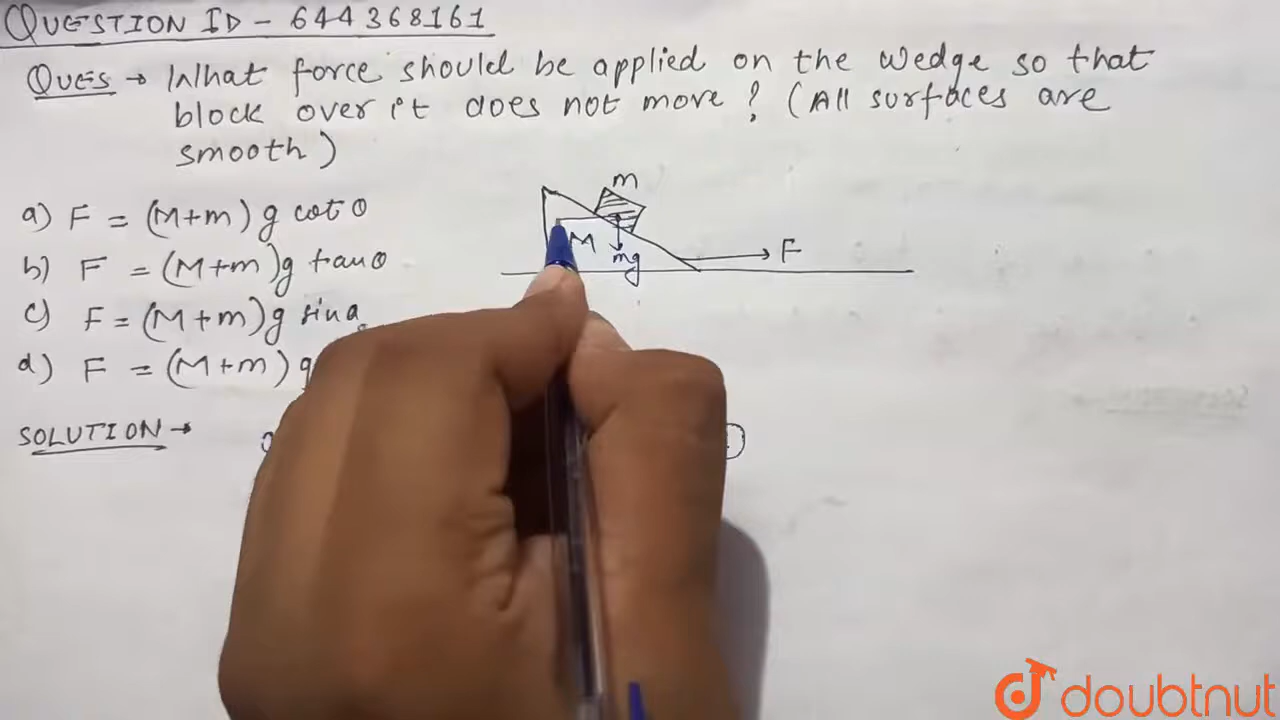 QUESTION ID - 644368161
QUES → What force should be applied on the wedge so that
block over it does not move ? (All surfaces are
smooth)
a) F = (M+m) g cot θ
b) F = (M+m)g tan θ
c) F = (M+m)g sin
d) F = (M+m) g
SOLUTION →
m
M
mg
F
doubtnut